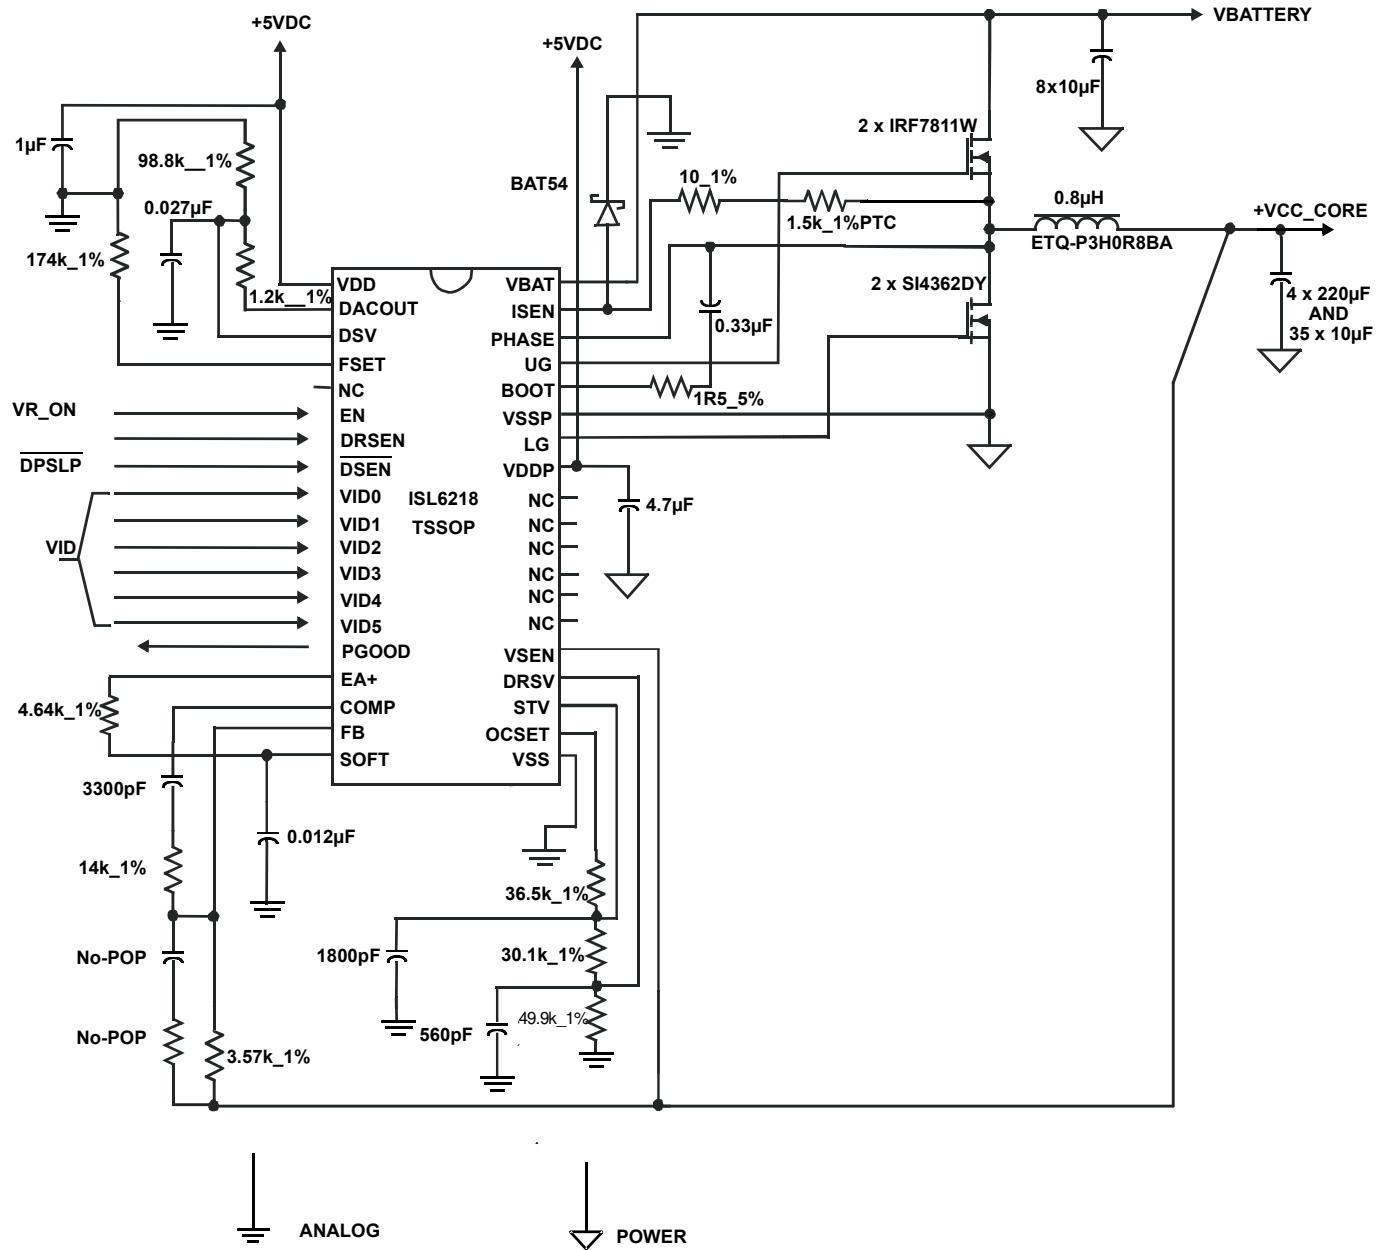 +5VDC
VBATTERY
+5VDC
8x10µF
2 x IRF7811W
1µF
98.8k__1%
10_1%
BAT54
0.8µH
0.027µF
+VCC_CORE
1.5k_1%PTC
ETQ-P3H0R8BA
174k_1%
VDD
VBAT
2 x SI4362DY
1.2k__1%
DACOUT
ISEN
4 x 220µF
AND
35 x 10µF
0.33µF
DSV
PHASE
FSET
UG
NC
BOOT
1R5_5%
VR_ON
EN
VSSP
DRSEN
LG
DPSLP
DSEN
VDDP
VID0
ISL6218
NC
4.7µF
VID1
TSSOP
NC
VID
VID2
NC
VID3
NC
VID4
NC
VID5
NC
PGOOD
VSEN
EA+
DRSV
4.64k_1%
COMP
STV
FB
OCSET
SOFT
VSS
3300pF
0.012µF
14k_1%
36.5k_1%
No-POP
1800pF
30.1k_1%
No-POP
560pF
49.9k_1%
3.57k_1%
ANALOG
POWER